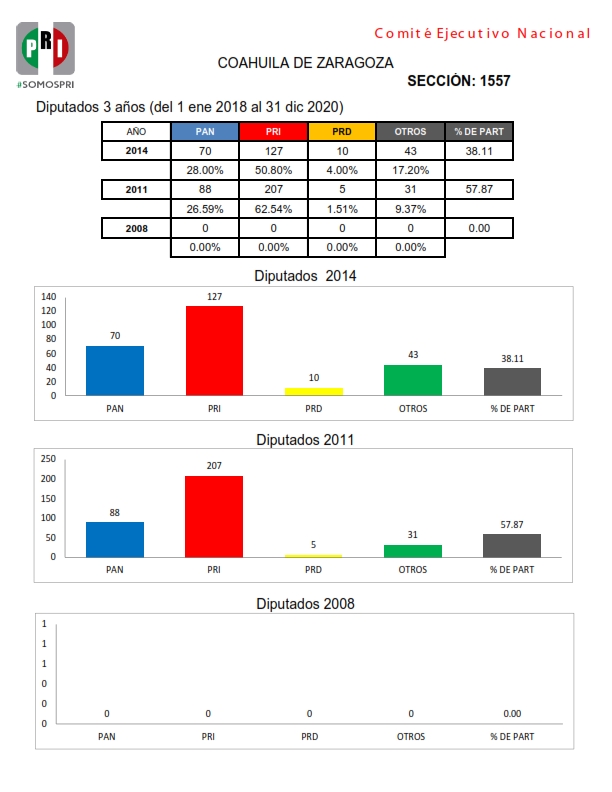 Comité Ejecutivo Nacional
PRI
#SOMOSPRI
COAHUILA DE ZARAGOZA
SECCIÓN: 1557
Diputados 3 años (del 1 ene 2018 al 31 dic 2020)
AÑO PAN PRI PRD OTROS % DE PART
2014 70 127 10 43 38.11
28.00% 50.80% 4.00% 17.20%
2011 88 207 5 31 57.87
26.59% 62.54% 1.51% 9.37%
2008 0 0 0 0 0.00
0.00% 0.00% 0.00% 0.00%
Diputados 2014
140
120
100
80
60
40
20
0
70 127 10 43 38.11
PAN PRI PRD OTROS % DE PART
Diputados 2011
250
200
150
100
50
0
88 207 5 31 57.87
PAN PRI PRD OTROS % DE PART
Diputados 2008
1
1
1
0
0
0
0 0 0 0 0.00
PAN PRI PRD OTROS % DE PART